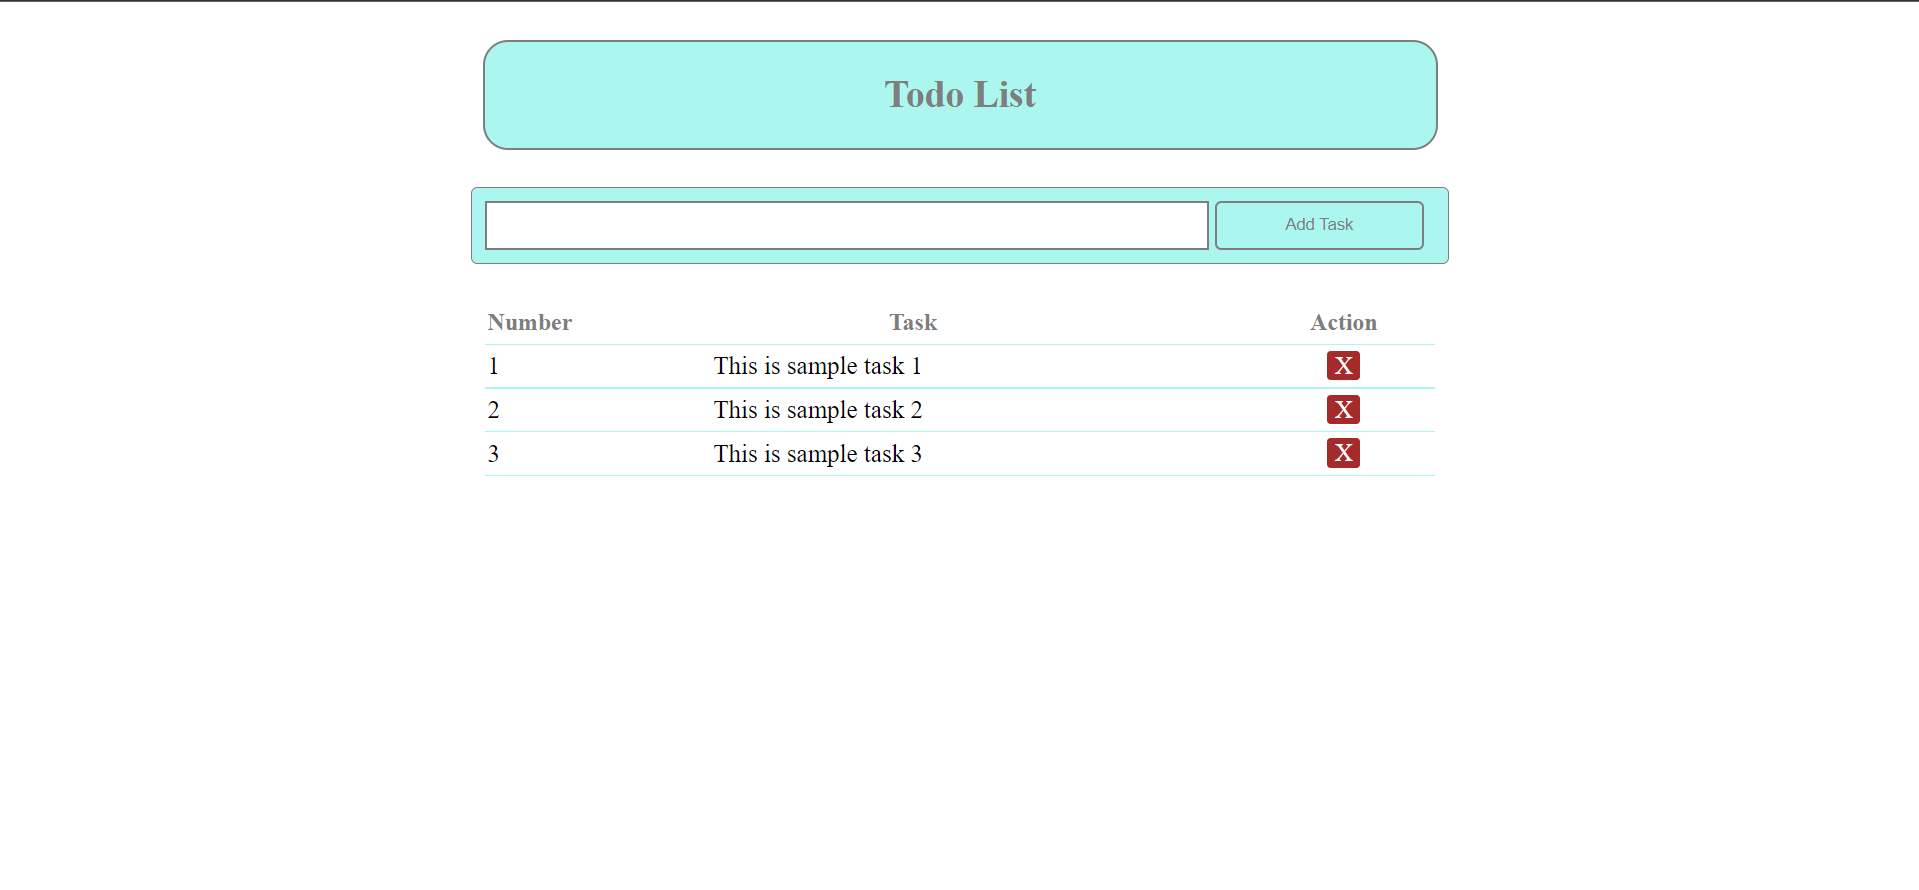 Todo List
Add Task
Number Task Action
1 This is sample task 1 X
2 This is sample task 2 X
3 This is sample task 3 X